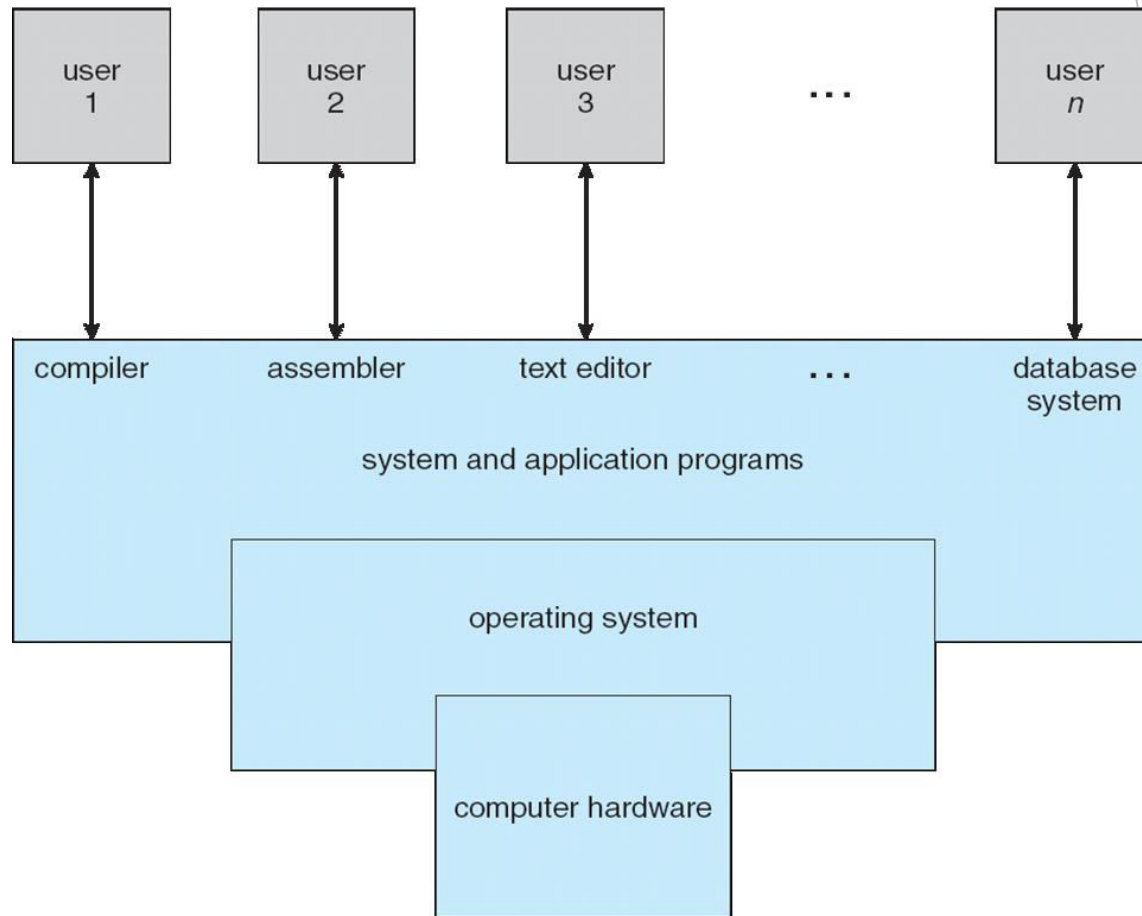 user
1
user
2
user
3
...
user
n
compiler
assembler
text editor
...
database
system
system and application programs
operating system
computer hardware